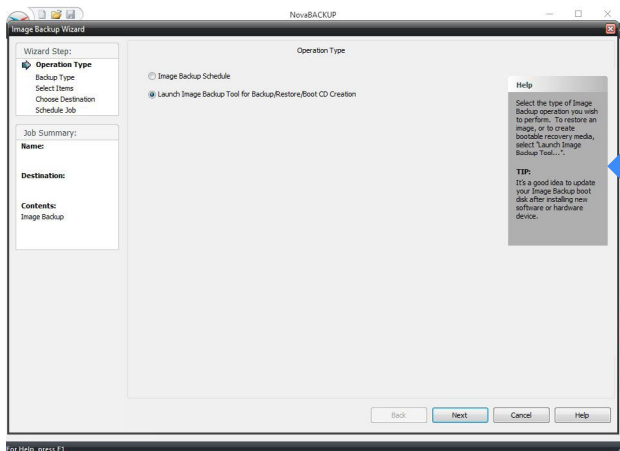 NovaBACKUP
Image Backup Wizard
Wizard Step:
Operation Type
Backup Type
Select Items
Choose Destination
Schedule Job
Job Summary:
Name:
Destination:
Contents:
Image Backup
Operation Type
Image Backup Schedule
Launch Image Backup Tool for Backup/Restore/Boot CD Creation
Help
Select the type of Image
Backup operation you wish
to perform. To restore an
image, or to create
bootable recovery media,
select "Launch Image
Backup Tool...".
TIP:
It's a good idea to update
your Image Backup boot
disk after installing new
software or hardware
device.
Back
Next
Cancel
Help
For Help, press F1